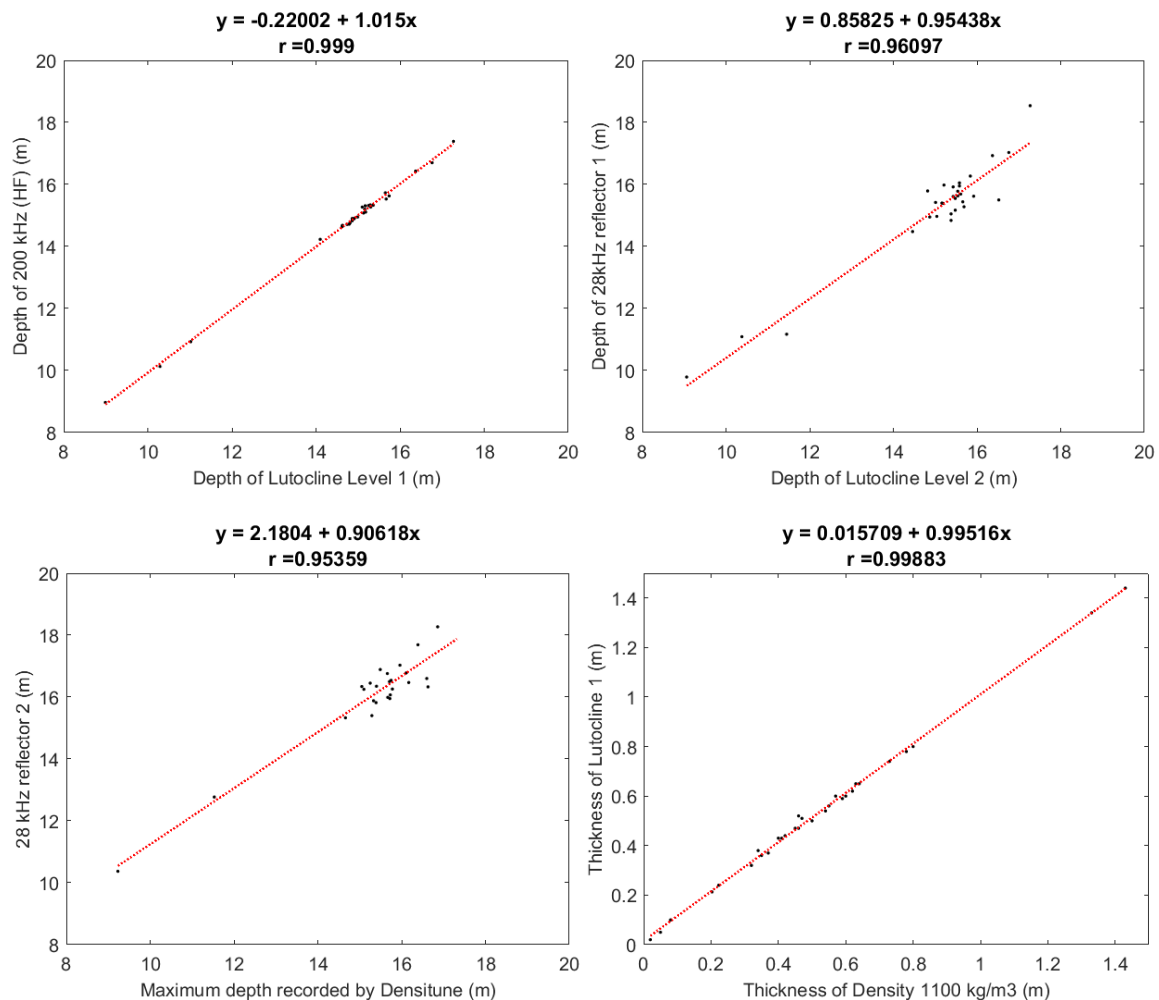 y = -0.22002 + 1.015x
r =0.999
20
18
16
14
12
10
8
Depth of 200 kHz (HF) (m)
8 10 12 14 16 18 20
Depth of Lutocline Level 1 (m)
y = 0.85825 + 0.95438x
r =0.96097
20
18
16
14
12
10
8
Depth of 28kHz reflector 1 (m)
8 10 12 14 16 18 20
Depth of Lutocline Level 2 (m)
y = 2.1804 + 0.90618x
r =0.95359
20
18
16
14
12
10
8
28 kHz reflector 2 (m)
8 10 12 14 16 18 20
Maximum depth recorded by Densitune (m)
y = 0.015709 + 0.99516x
r =0.99883
1.4
1.2
1
0.8
0.6
0.4
0.2
0
Thickness of Lutocline 1 (m)
0 0.2 0.4 0.6 0.8 1 1.2 1.4
Thickness of Density 1100 kg/m3 (m)